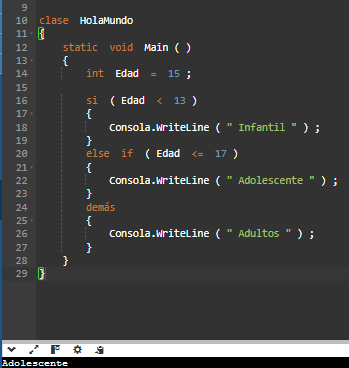 9
10 clase HolaMundo
11 {
12 static void Main ( )
13 {
14 int Edad = 15 ;
15
16 si ( Edad < 13 )
17 {
18 Consola.WriteLine ( " Infantil " ) ;
19 }
20 else if ( Edad <= 17 )
21 {
22 Consola.WriteLine ( " Adolescente " ) ;
23 }
24 demás
25 {
26 Consola.WriteLine ( " Adultos " ) ;
27 }
28 }
29 }
Adolescente